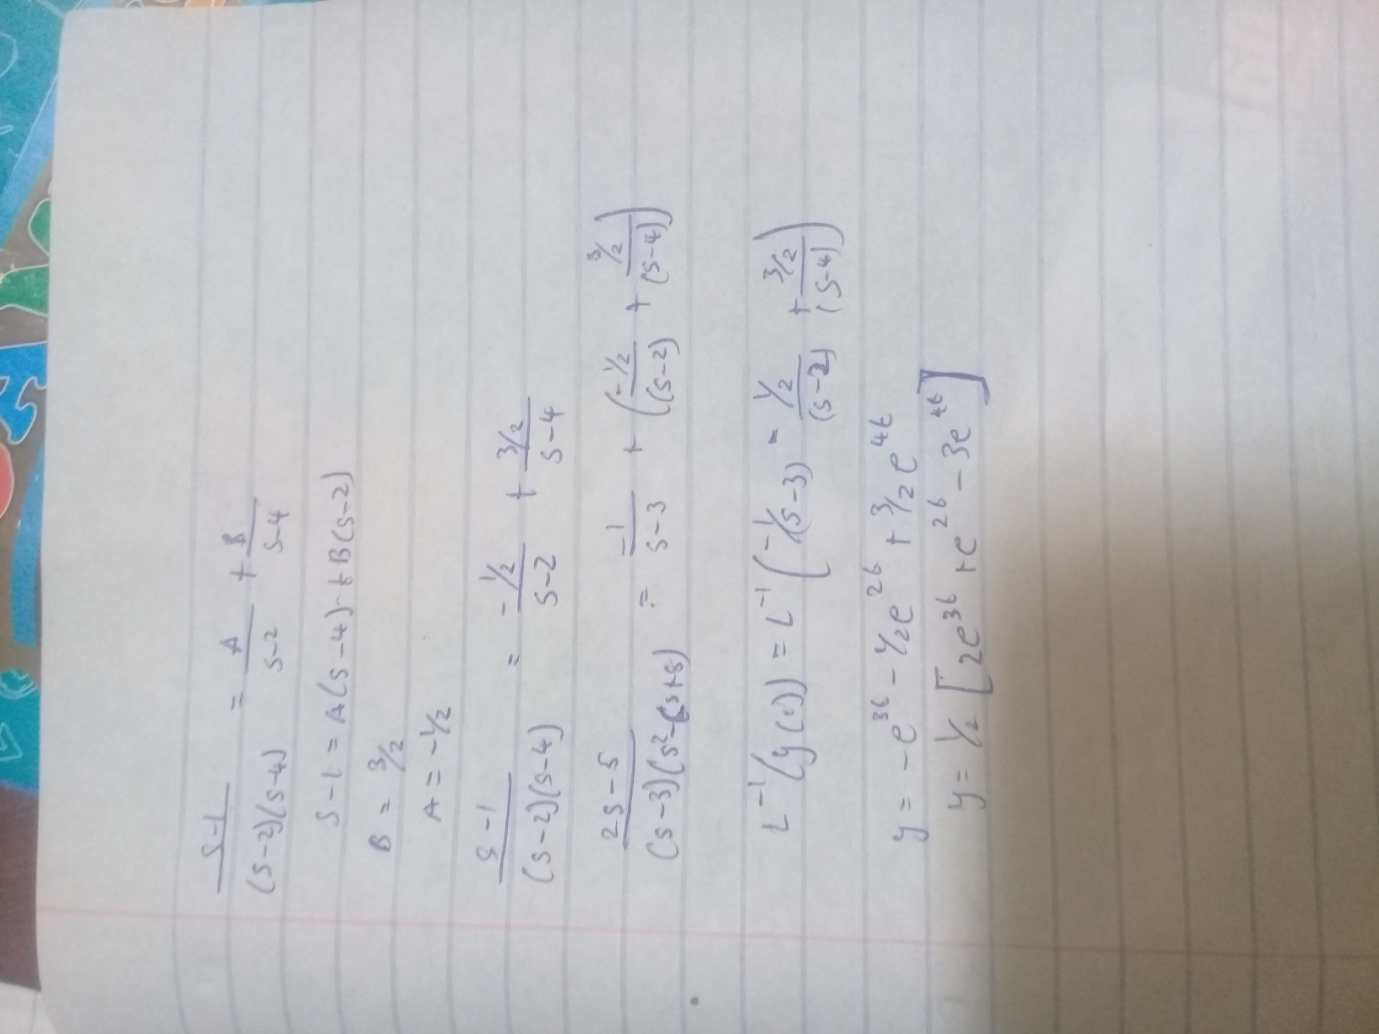 S-1/(S-2)(S-4) = A/S-2 + B/S-4
S-1 = A(S-4) + B(S-2)
B = 3/2
A = -1/2
S-1/(S-2)(S-4) = -1/2/S-2 + 3/2/S-4
2S-5/(S-3)(S²-6S+8) = -1/S-3 + (-1/2/(S-2) + 3/2/(S-4))
L⁻¹(y(s)) = L⁻¹(-1/(S-3) - 1/2/(S-2) + 3/2/(S-4))
y = -e³ᵗ - 1/2e²ᵗ + 3/2e⁴ᵗ
y = 1/2[2e³ᵗ + e²ᵗ - 3e⁴ᵗ]